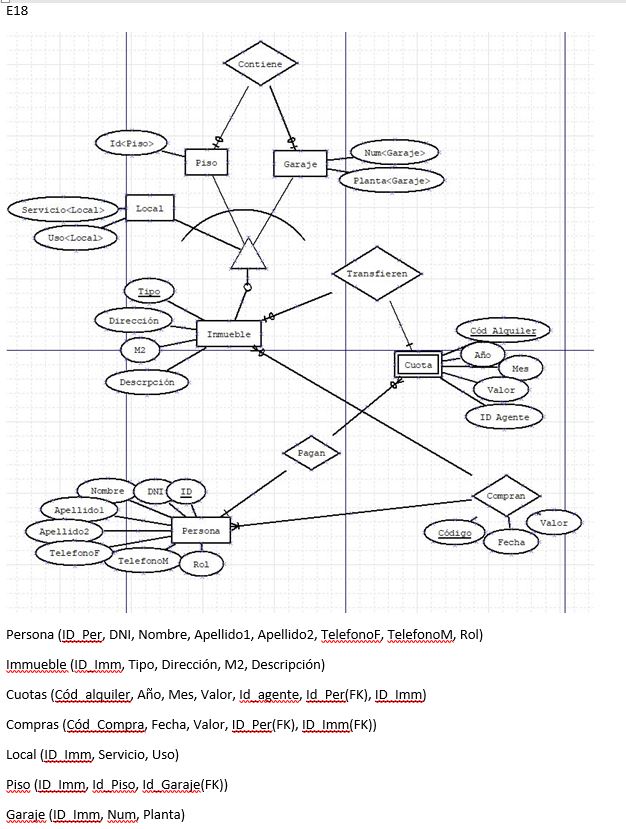 E18
Contiene
Id<Piso>
Piso
Garaje
Num<Garaje>
Planta<Garaje>
Servicio<Local>
Local
Uso<Local>
Transfieren
Tipo
Dirección
Inmueble
M2
Descrpción
Cód Alquiler
Año
Cuota
Mes
Valor
ID Agente
Pagan
Nombre
DNI
ID
Apellido1
Apellido2
Persona
TelefonoF
TelefonoM
Rol
Compran
Código
Fecha
Valor
Persona (ID_Per, DNI, Nombre, Apellido1, Apellido2, TelefonoF, TelefonoM, Rol)
Immueble (ID_Imm, Tipo, Dirección, M2, Descripción)
Cuotas (Cód_alquiler, Año, Mes, Valor, Id_agente, Id_Per(FK), ID_Imm)
Compras (Cód_Compra, Fecha, Valor, ID_Per(FK), ID_Imm(FK))
Local (ID_Imm, Servicio, Uso)
Piso (ID_Imm, Id_Piso, Id_Garaje(FK))
Garaje (ID_Imm, Num, Planta)